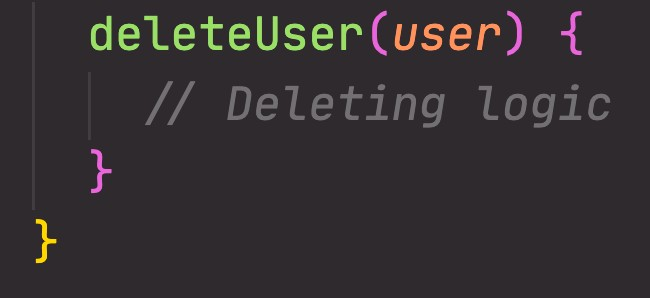 deleteUser(user) {
// Deleting logic
}
}